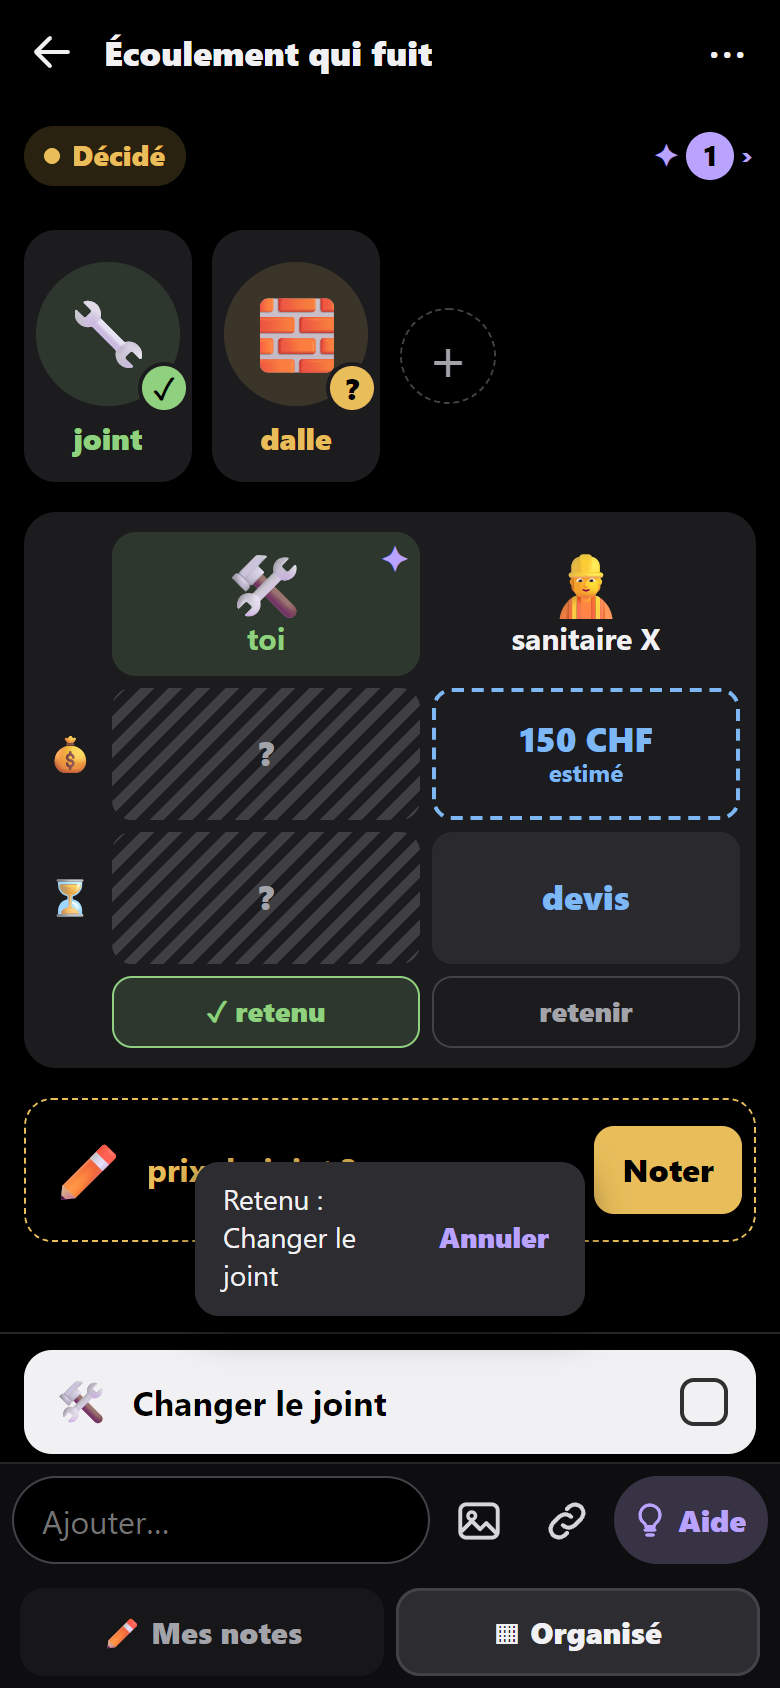 Écoulement qui fuit
Décidé
1
joint
?
dalle
+
toi
sanitaire X
?
150 CHF
estimé
?
devis
✓ retenu
retenir
Noter
Retenu :
Changer le
joint
Annuler
Changer le joint
Ajouter...
Aide
Mes notes
Organisé